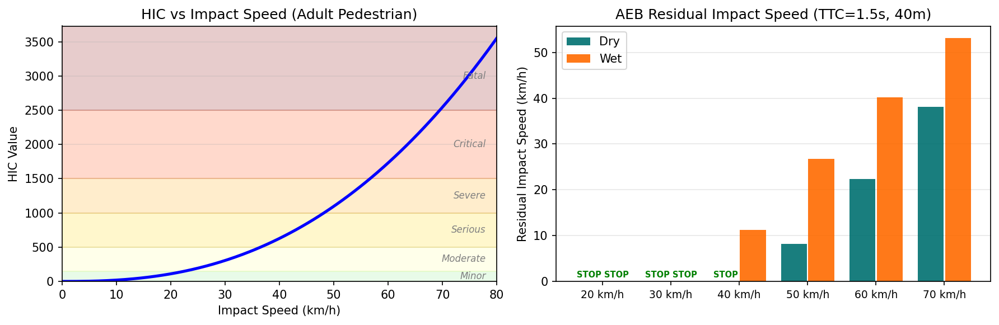 HIC vs Impact Speed (Adult Pedestrian)
HIC Value
3500
3000
2500
2000
1500
1000
500
0
Fatal
Critical
Severe
Serious
Moderate
Minor
0 10 20 30 40 50 60 70 80
Impact Speed (km/h)
AEB Residual Impact Speed (TTC=1.5s, 40m)
Residual Impact Speed (km/h)
Dry
Wet
50
40
30
20
10
0
STOP STOP STOP STOP STOP
20 km/h 30 km/h 40 km/h 50 km/h 60 km/h 70 km/h